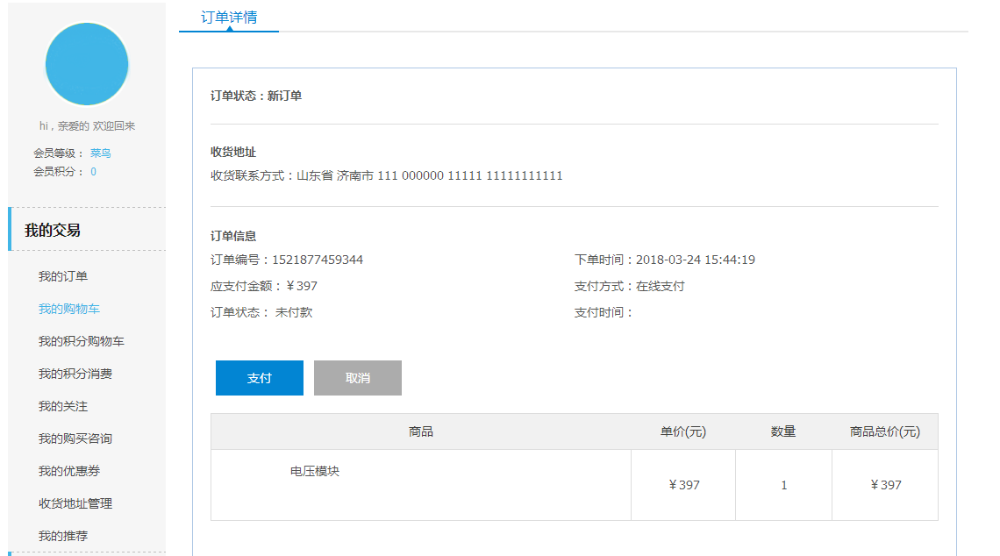 订单详情
hi，亲爱的 欢迎回来
会员等级： 菜鸟
会员积分： 0
我的交易
我的订单
我的购物车
我的积分购物车
我的积分消费
我的关注
我的购买咨询
我的优惠券
收货地址管理
我的推荐
订单状态：新订单
收货地址
收货联系方式：山东省 济南市 111 000000 11111 11111111111
订单信息
订单编号：1521877459344 下单时间：2018-03-24 15:44:19
应支付金额：￥397 支付方式：在线支付
订单状态： 未付款 支付时间：
支付 取消
商品 单价(元) 数量 商品总价(元)
电压模块 ￥397 1 ￥397